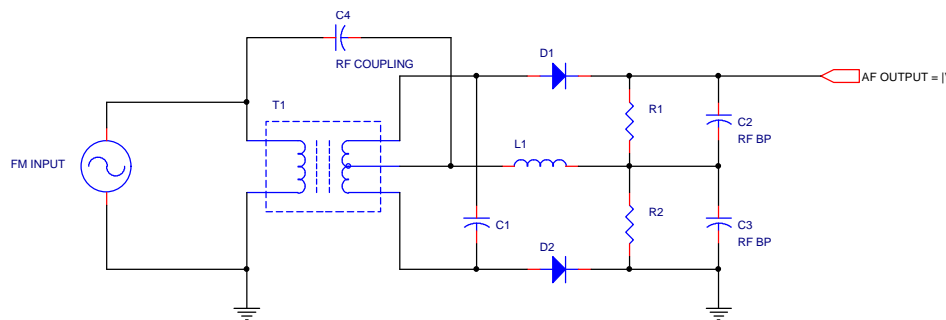 C4
RF COUPLING
D1
AF OUTPUT =
T1
R1
C2
RF BP
L1
FM INPUT
R2
C1
C3
RF BP
D2